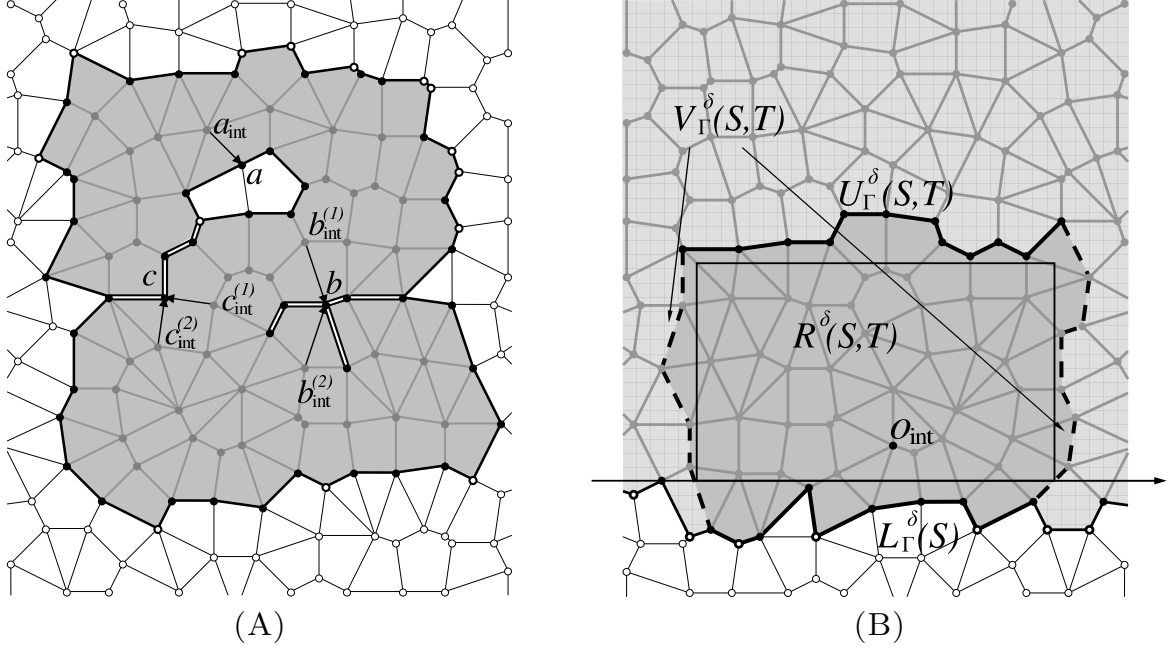 a_int
a
b_int^(1)
b
c
c_int^(1)
c_int^(2)
b_int^(2)
(A)
V_Γ^δ(S,T)
U_Γ^δ(S,T)
R^δ(S,T)
o_int
L_Γ^δ(S)
(B)